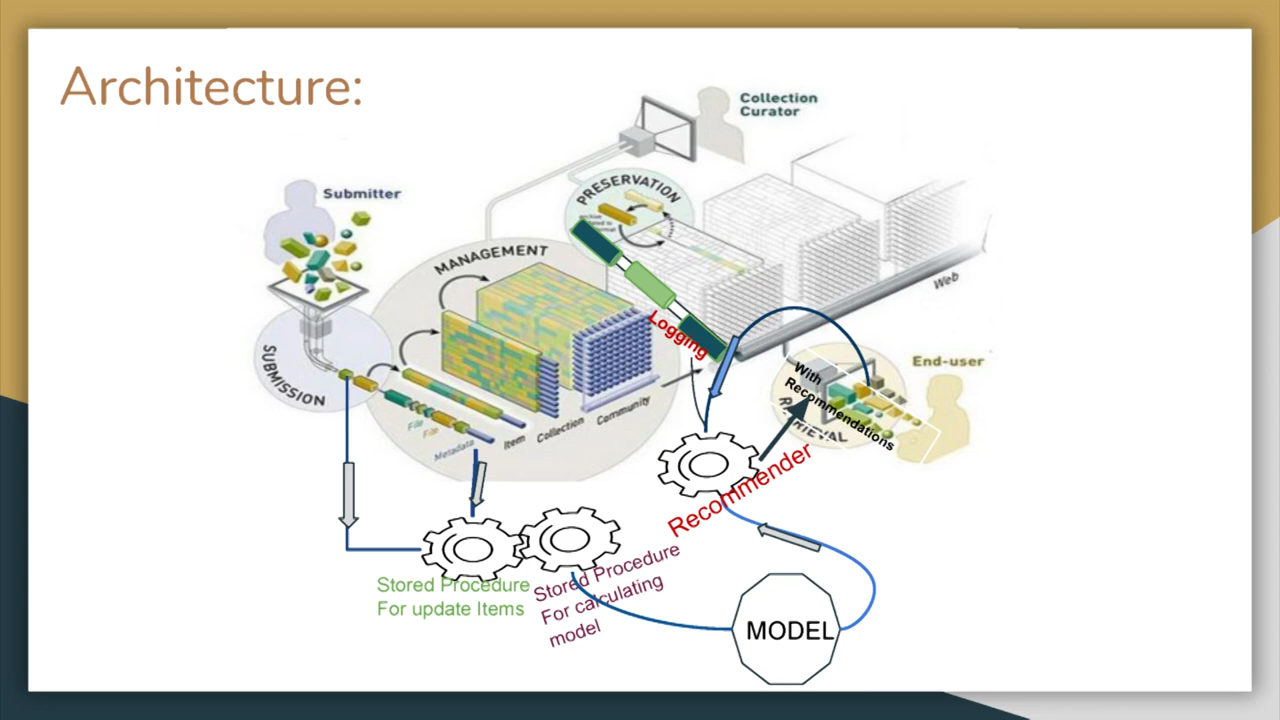 Architecture:
Collection
Curator
Submitter
PRESERVATION
MANAGEMENT
Web
Logging
SUBMISSION
End-user
With
Recommendations
File
File
Metadata
Item
Collection
Community
Recommender
Stored Procedure
For update Items
Stored Procedure
For calculating
model
MODEL